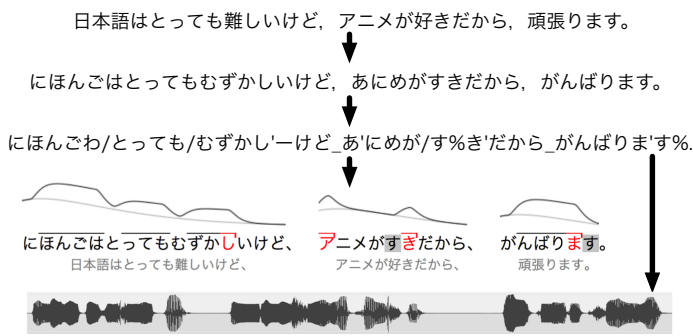 日本語はとっても難しいけど，アニメが好きだから，頑張ります。
にほんごはとってもむずかしいけど，あにめがすきだから，がんばります。
にほんごわ/とっても/むずかし'ーけど_あ'にめが/す%き'だから_がんばりま'す%.
にほんごはとってもむずかしいけど、 アニメがすきだから、 がんばります。
日本語はとっても難しいけど、 アニメが好きだから、 頑張ります。